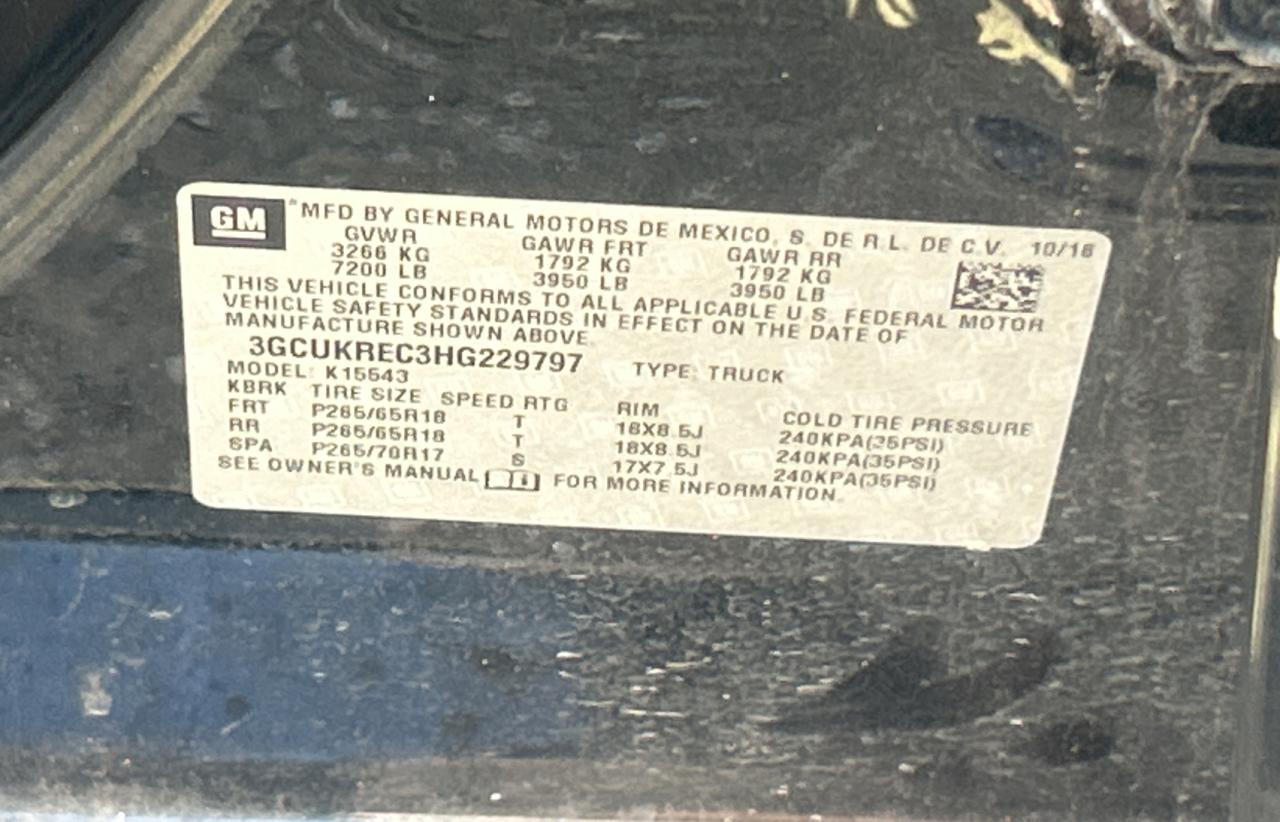 GM
MFD BY GENERAL MOTORS DE MEXICO, S. DE R.L. DE C.V. 10/16
GVWR GAWR FRT GAWR RR
3266 KG 1792 KG 1792 KG
7200 LB 3950 LB 3950 LB
THIS VEHICLE CONFORMS TO ALL APPLICABLE U.S. FEDERAL MOTOR
VEHICLE SAFETY STANDARDS IN EFFECT ON THE DATE OF
MANUFACTURE SHOWN ABOVE.
3GCUKREC3HG229797 TYPE: TRUCK
MODEL: K15543
KBRK TIRE SIZE SPEED RTG RIM COLD TIRE PRESSURE
FRT P265/65R18 T 18X8.5J 240KPA(35PSI)
RR P265/65R18 T 18X8.5J 240KPA(35PSI)
SPA P265/70R17 S 17X7.5J 240KPA(35PSI)
SEE OWNER'S MANUAL FOR MORE INFORMATION.